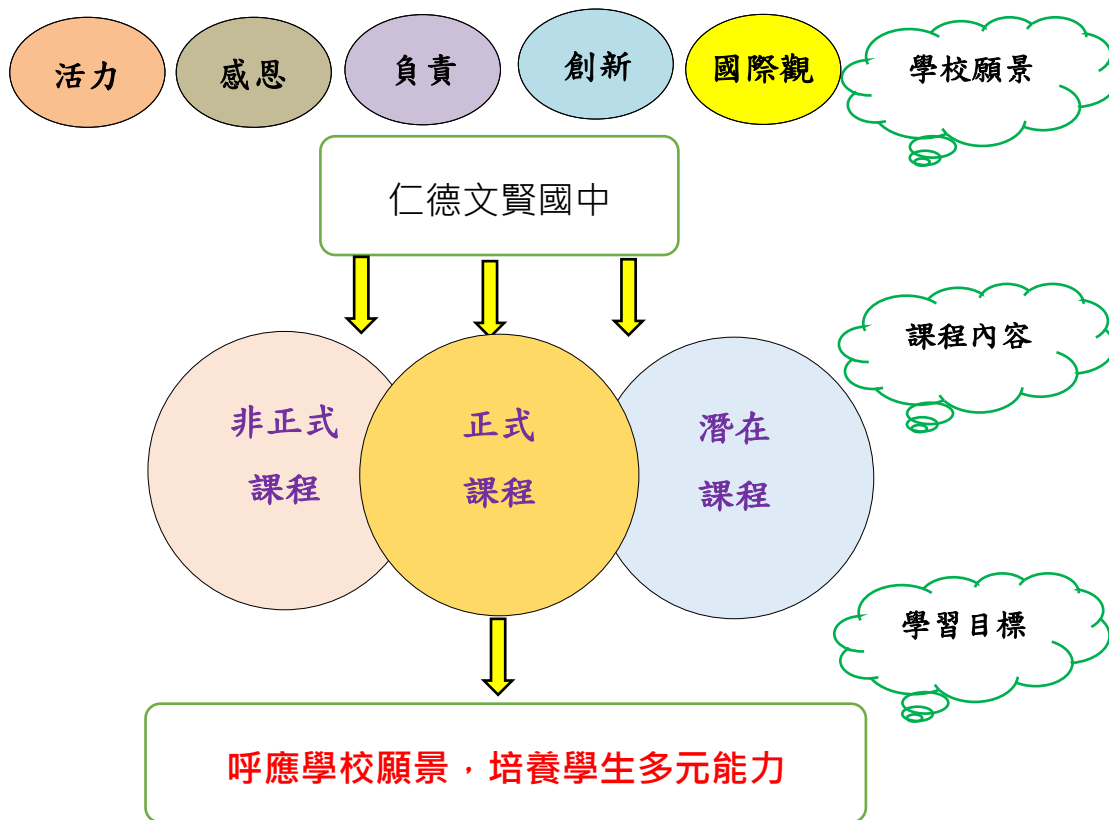 活力
感恩
負責
創新
國際觀
學校願景
仁德文賢國中
課程內容
非正式
課程
正式
課程
潛在
課程
學習目標
呼應學校願景，培養學生多元能力